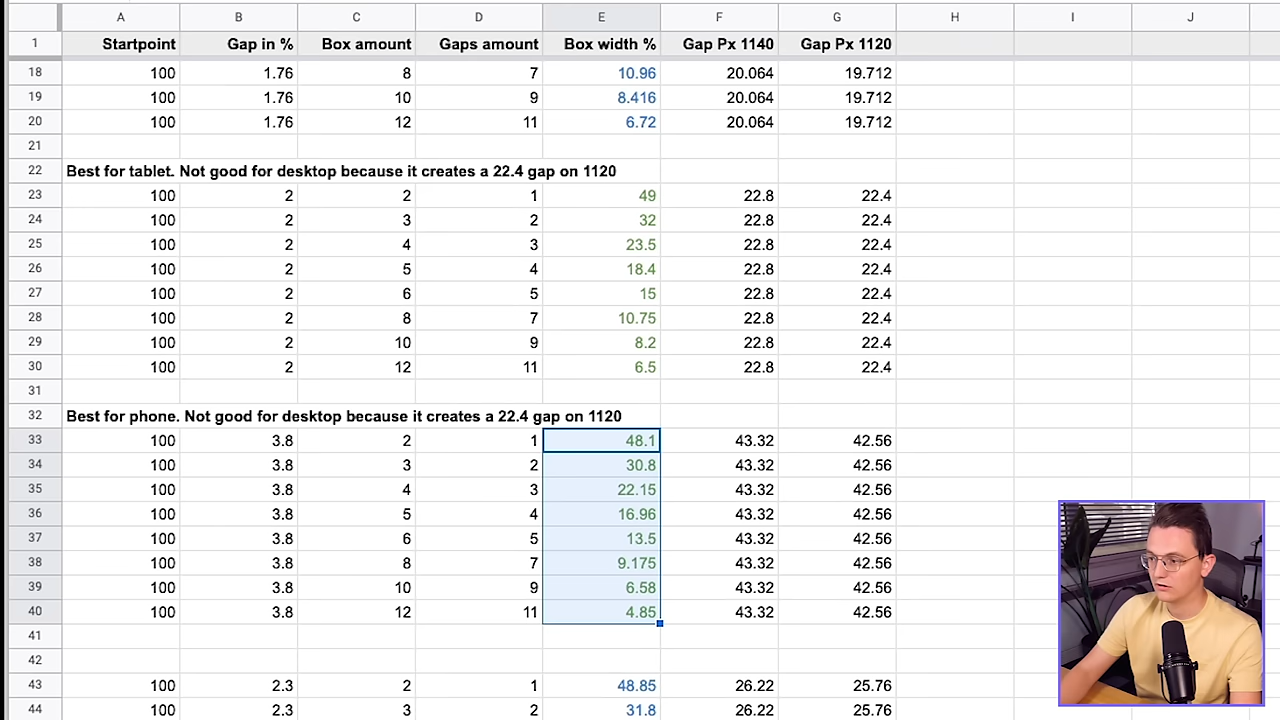 A B C D E F G H I J
1 Startpoint Gap in % Box amount Gaps amount Box width % Gap Px 1140 Gap Px 1120
18 100 1.76 8 7 10.96 20.064 19.712
19 100 1.76 10 9 8.416 20.064 19.712
20 100 1.76 12 11 6.72 20.064 19.712
21
22 Best for tablet. Not good for desktop because it creates a 22.4 gap on 1120
23 100 2 2 1 49 22.8 22.4
24 100 2 3 2 32 22.8 22.4
25 100 2 4 3 23.5 22.8 22.4
26 100 2 5 4 18.4 22.8 22.4
27 100 2 6 5 15 22.8 22.4
28 100 2 8 7 10.75 22.8 22.4
29 100 2 10 9 8.2 22.8 22.4
30 100 2 12 11 6.5 22.8 22.4
31
32 Best for phone. Not good for desktop because it creates a 22.4 gap on 1120
33 100 3.8 2 1 48.1 43.32 42.56
34 100 3.8 3 2 30.8 43.32 42.56
35 100 3.8 4 3 22.15 43.32 42.56
36 100 3.8 5 4 16.96 43.32 42.56
37 100 3.8 6 5 13.5 43.32 42.56
38 100 3.8 8 7 9.175 43.32 42.56
39 100 3.8 10 9 6.58 43.32 42.56
40 100 3.8 12 11 4.85 43.32 42.56
41
42
43 100 2.3 2 1 48.85 26.22 25.76
44 100 2.3 3 2 31.8 26.22 25.76